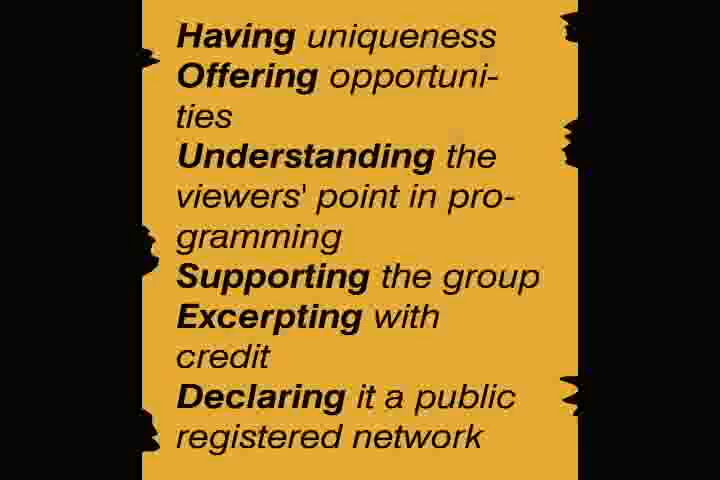 Having uniqueness
Offering opportuni-
ties
Understanding the
viewers' point in pro-
gramming
Supporting the group
Excerpting with
credit
Declaring it a public
registered network